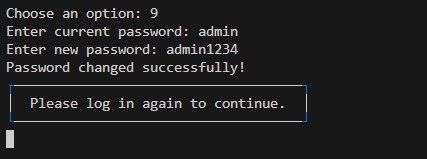 Choose an option: 9
Enter current password: admin
Enter new password: admin1234
Password changed successfully!
Please log in again to continue.